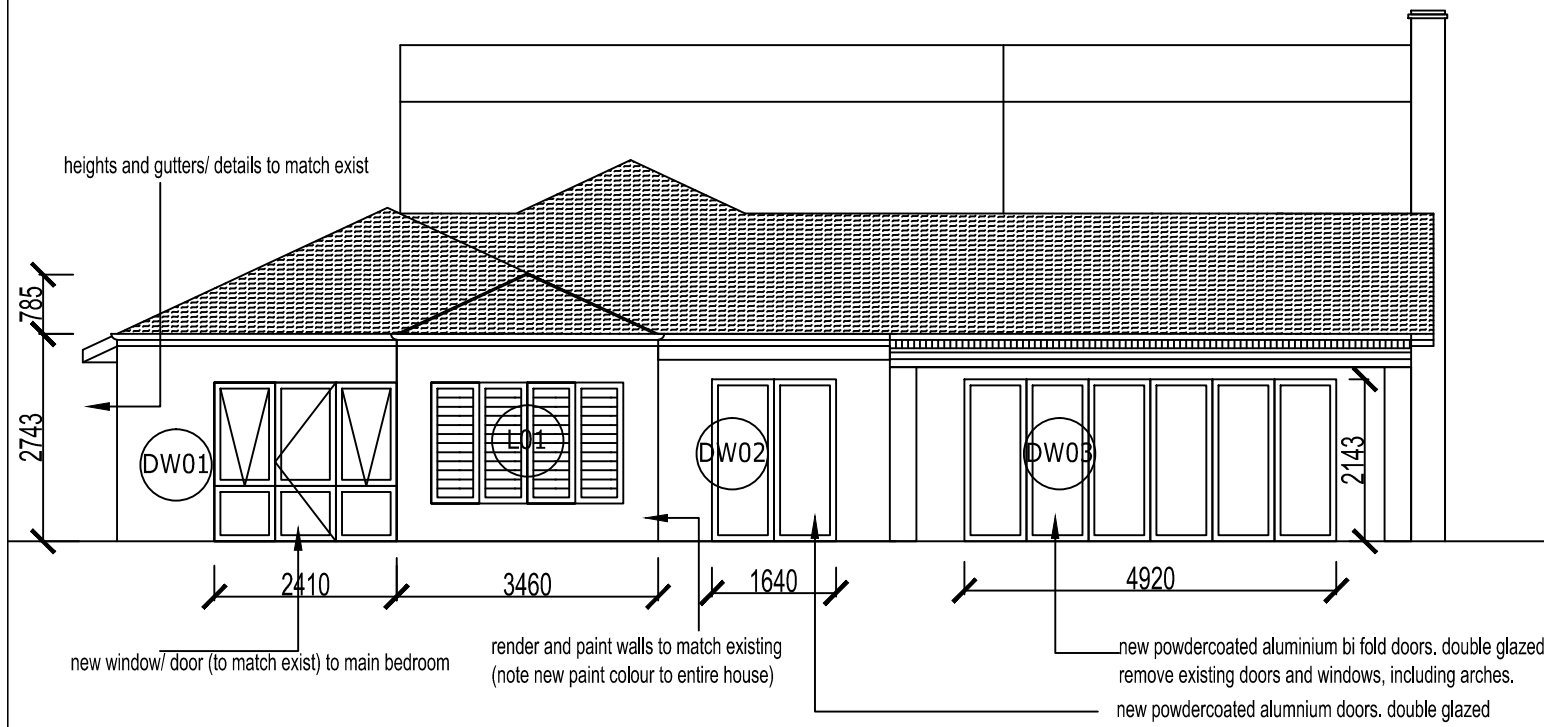 heights and gutters/ details to match exist
785
2743
DW01
L01
DW02
DW03
2143
2410
3460
1640
4920
new window/ door (to match exist) to main bedroom
render and paint walls to match existing
(note new paint colour to entire house)
new powdercoated aluminium bi fold doors. double glazed
remove existing doors and windows, including arches.
new powdercoated alumnium doors. double glazed